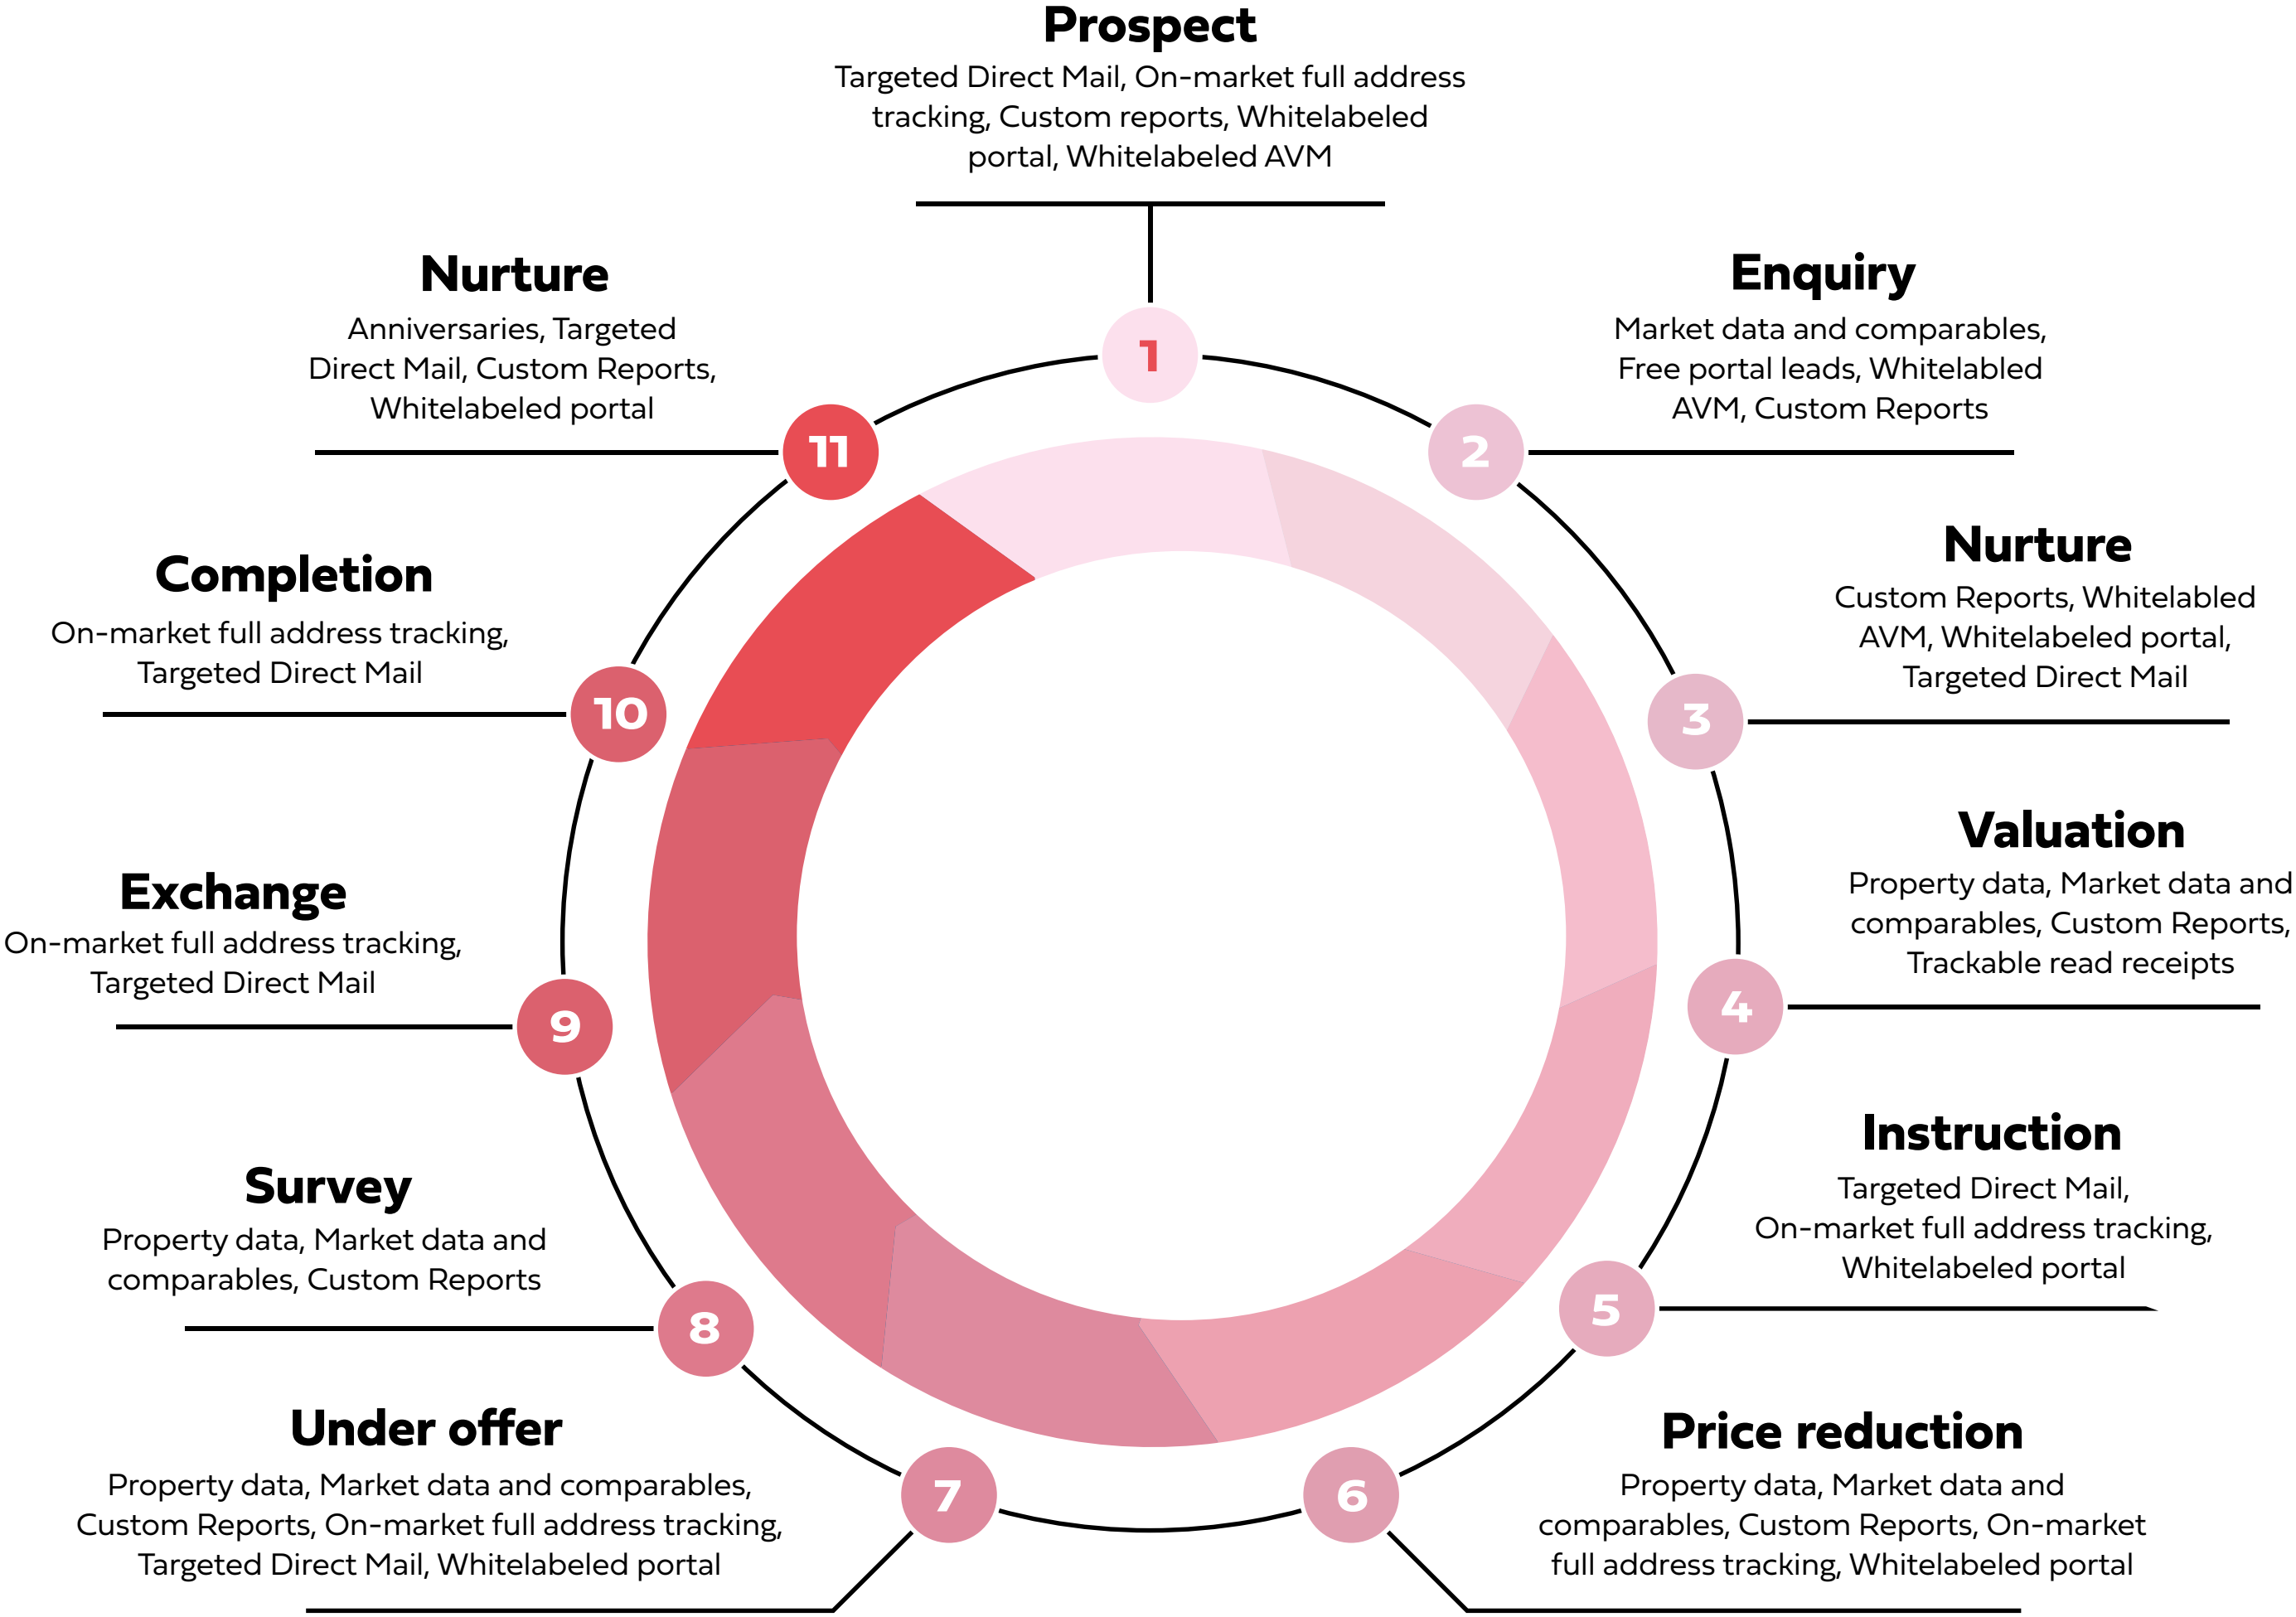 Prospect
Targeted Direct Mail, On-market full address
tracking, Custom reports, Whitelabeled
portal, Whitelabeled AVM
1
Enquiry
Market data and comparables,
Free portal leads, Whitelabled
AVM, Custom Reports
2
Nurture
Custom Reports, Whitelabled
AVM, Whitelabeled portal,
Targeted Direct Mail
3
Valuation
Property data, Market data and
comparables, Custom Reports,
Trackable read receipts
4
Instruction
Targeted Direct Mail,
On-market full address tracking,
Whitelabeled portal
5
Price reduction
Property data, Market data and
comparables, Custom Reports, On-market
full address tracking, Whitelabeled portal
6
Under offer
Property data, Market data and comparables,
Custom Reports, On-market full address tracking,
Targeted Direct Mail, Whitelabeled portal
7
Survey
Property data, Market data and
comparables, Custom Reports
8
Exchange
On-market full address tracking,
Targeted Direct Mail
9
Completion
On-market full address tracking,
Targeted Direct Mail
10
Nurture
Anniversaries, Targeted
Direct Mail, Custom Reports,
Whitelabeled portal
11